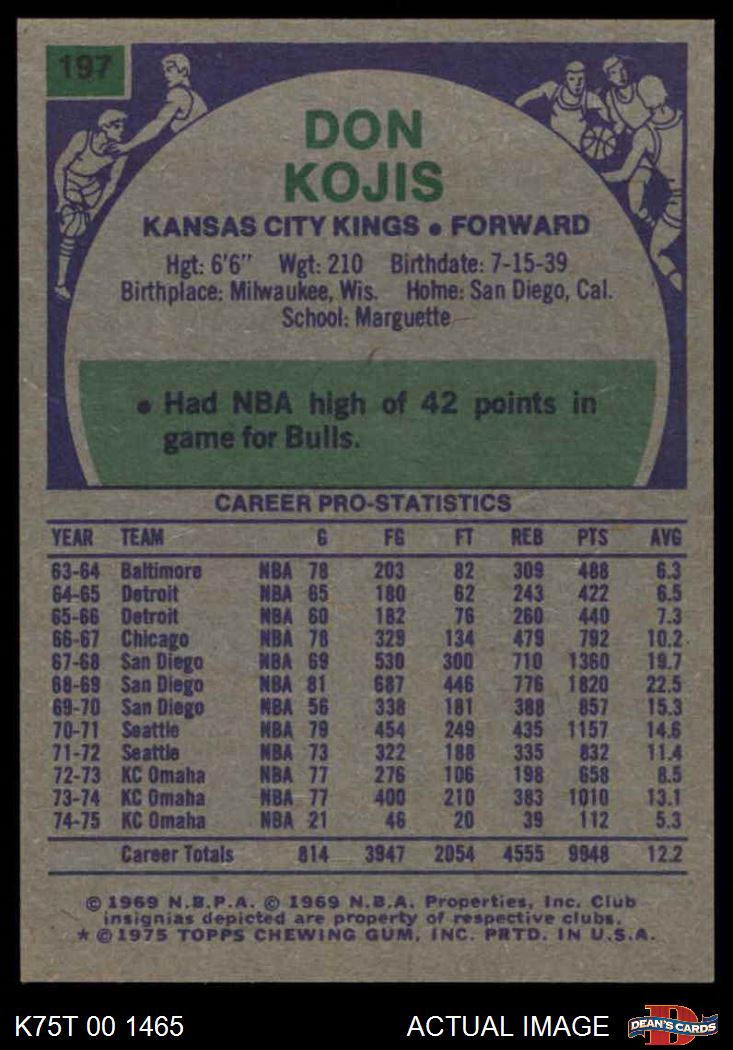 197
DON
KOJIS
KANSAS CITY KINGS • FORWARD
Hgt: 6'6" Wgt: 210 Birthdate: 7-15-39
Birthplace: Milwaukee, Wis. Home: San Diego, Cal.
School: Marguette
• Had NBA high of 42 points in
game for Bulls.
CAREER PRO-STATISTICS
YEAR TEAM G FG FT REB PTS AVG
63-64 Baltimore NBA 78 203 82 309 488 6.3
64-65 Detroit NBA 65 180 62 243 422 6.5
65-66 Detroit NBA 60 182 76 260 440 7.3
66-67 Chicago NBA 78 329 134 479 792 10.2
67-68 San Diego NBA 69 530 300 710 1360 19.7
68-69 San Diego NBA 81 687 446 776 1820 22.5
69-70 San Diego NBA 56 338 181 388 857 15.3
70-71 Seattle NBA 79 454 249 435 1157 14.6
71-72 Seattle NBA 73 322 188 335 832 11.4
72-73 KC Omaha NBA 77 276 106 198 658 8.5
73-74 KC Omaha NBA 77 400 210 383 1010 13.1
74-75 KC Omaha NBA 21 46 20 39 112 5.3
Career Totals 814 3947 2054 4555 9948 12.2
© 1969 N.B.P.A. © 1969 N.B.A. Properties, Inc. Club
insignias depicted are property of respective clubs.
* © 1975 TOPPS CHEWING GUM, INC. PRTD. IN U.S.A.
K75T 00 1465 ACTUAL IMAGE DEAN'S CARDS